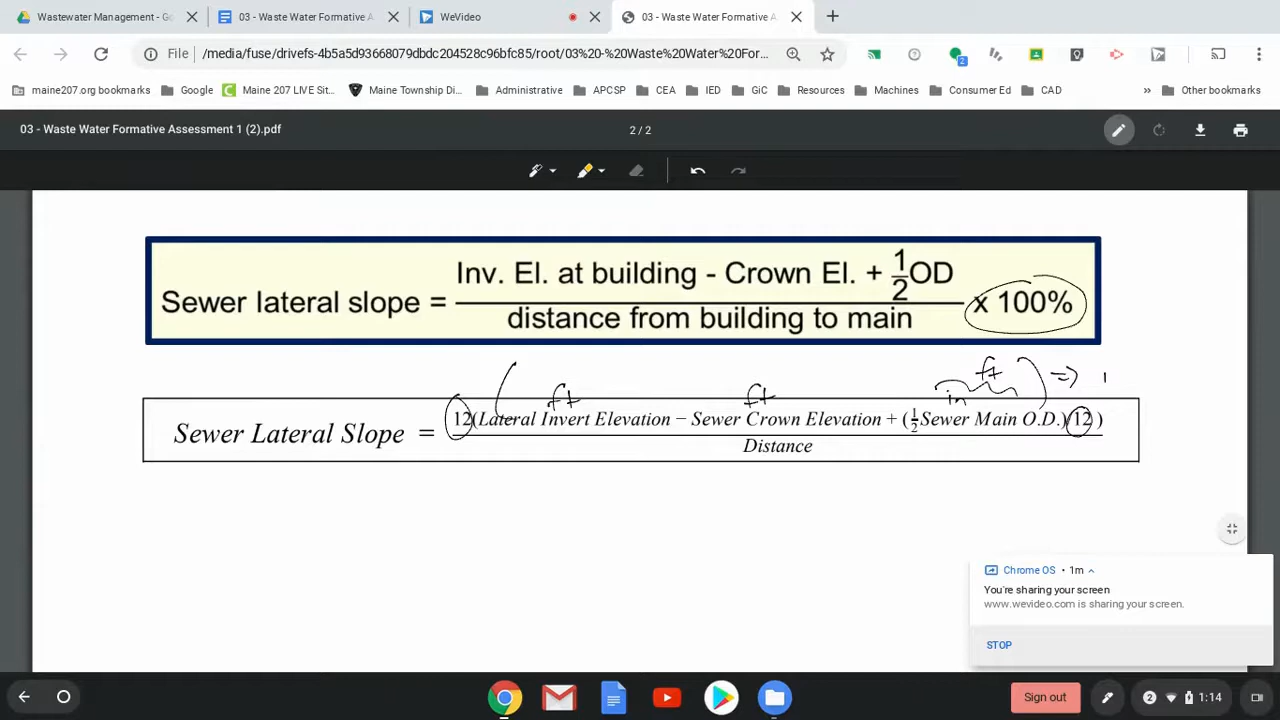 Wastewater Management - Go
03 - Waste Water Formative A
WeVideo
03 - Waste Water Formative A
File
/media/fuse/drivefs-4b5a5d93668079dbdc204528c96bfc85/root/03%20-%20Waste%20Water%20For...
2
maine207.org bookmarks
Google
Maine 207 LIVE Sit...
Maine Township Di...
Administrative
APCSP
CEA
IED
GiC
Resources
Machines
Consumer Ed
CAD
»
Other bookmarks
03 - Waste Water Formative Assessment 1 (2).pdf
2 / 2
Sewer lateral slope = Inv. El. at building - Crown El. + 1/2 OD / distance from building to main x 100%
ft
ft
in
ft
=> 1
Sewer Lateral Slope = 12(Lateral Invert Elevation − Sewer Crown Elevation + (1/2 Sewer Main O.D.)/12 ) / Distance
Chrome OS • 1m
You're sharing your screen
www.wevideo.com is sharing your screen.
STOP
Sign out
2
1:14